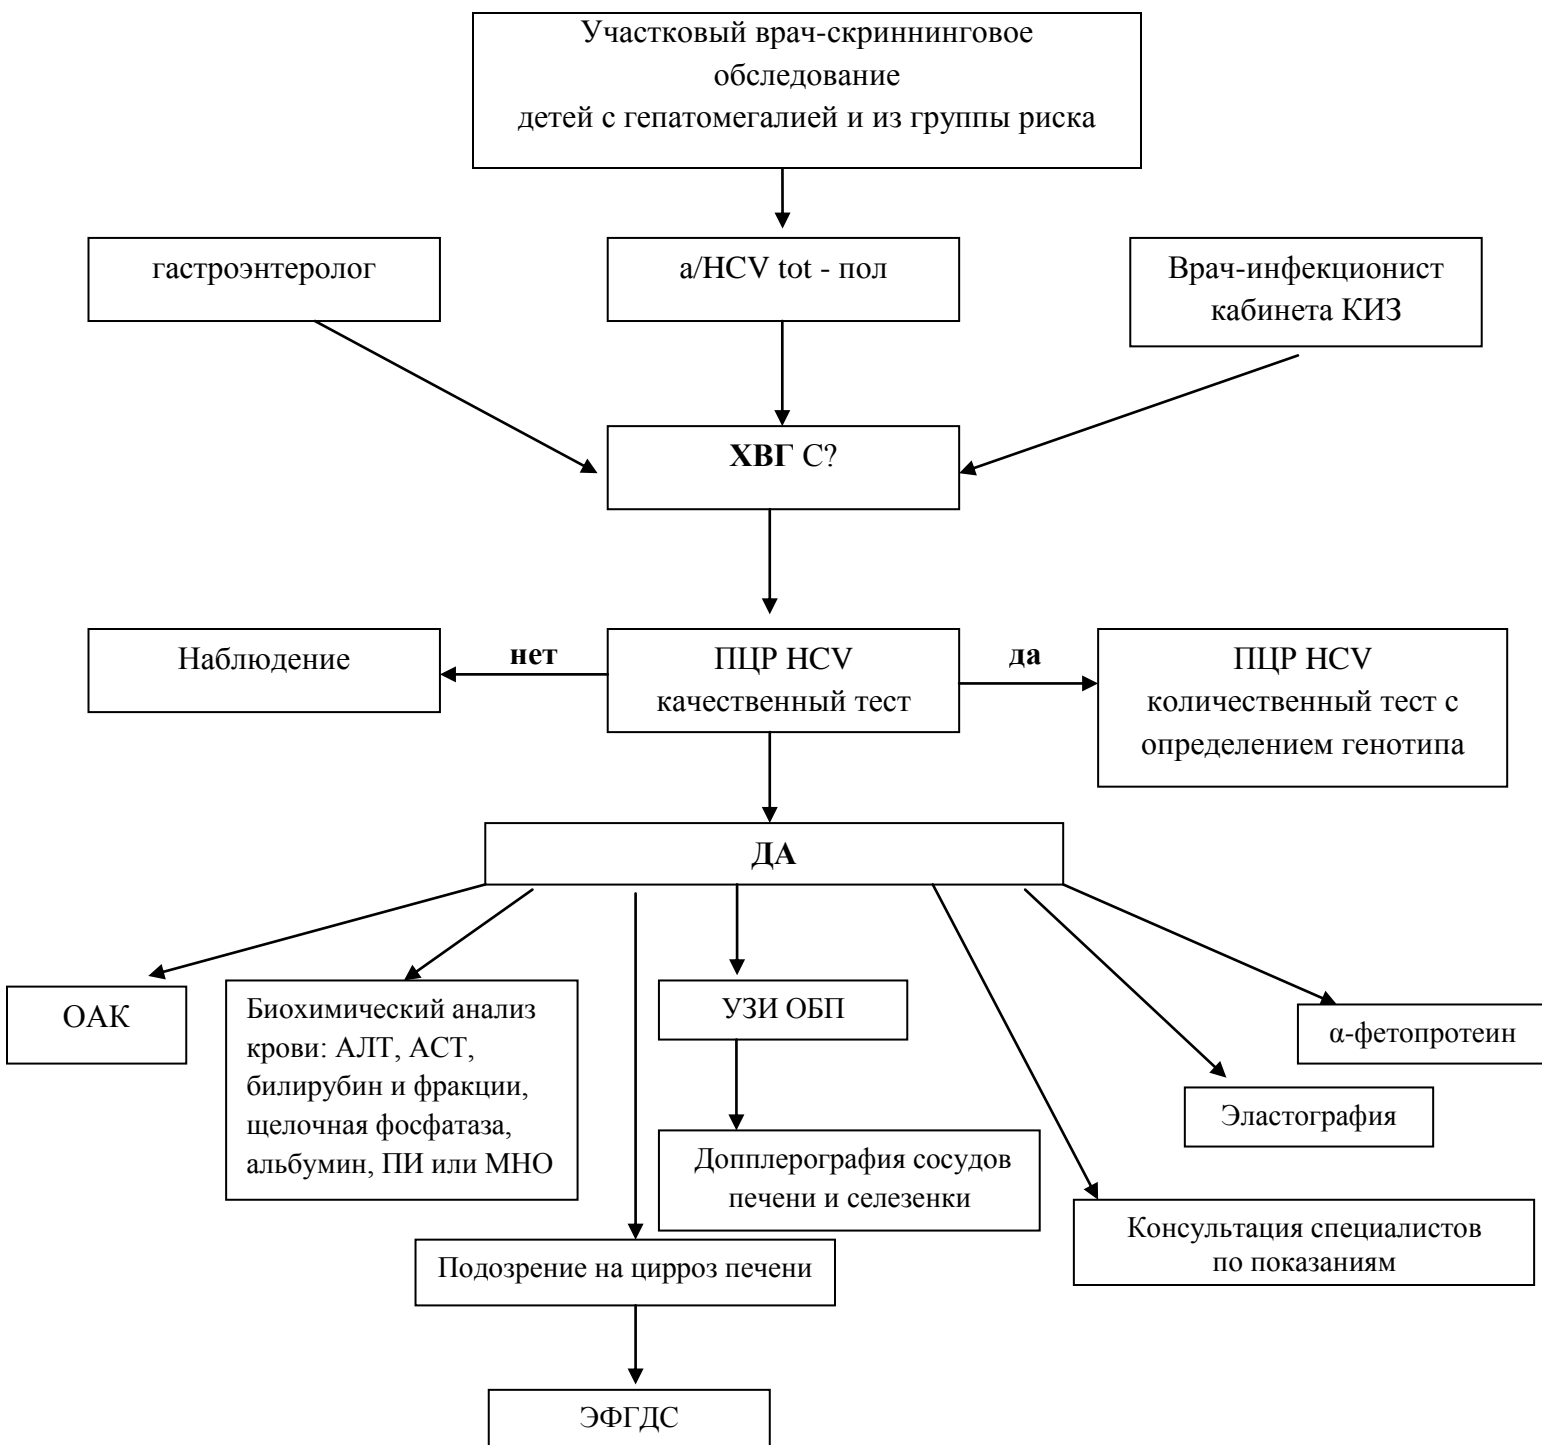 Участковый врач-скриннинговое
обследование
детей с гепатомегалией и из группы риска
гастроэнтеролог
а/HCV tot - пол
Врач-инфекционист
кабинета КИЗ
ХВГ С?
Наблюдение
нет
ПЦР HCV
качественный тест
да
ПЦР HCV
количественный тест с
определением генотипа
ДА
ОАК
Биохимический анализ
крови: АЛТ, АСТ,
билирубин и фракции,
щелочная фосфатаза,
альбумин, ПИ или МНО
УЗИ ОБП
α-фетопротеин
Эластография
Допплерография сосудов
печени и селезенки
Консультация специалистов
по показаниям
Подозрение на цирроз печени
ЭФГДС